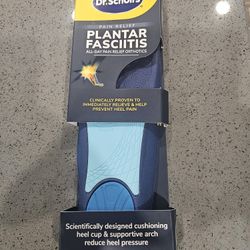 Dr.Scholl's
PAIN RELIEF
PLANTAR
FASCIITIS
ALL-DAY PAIN RELIEF ORTHOTICS
CLINICALLY PROVEN TO
IMMEDIATELY RELIEVE & HELP
PREVENT HEEL PAIN
Scientifically designed cushioning
heel cup & supportive arch
reduce heel pressure